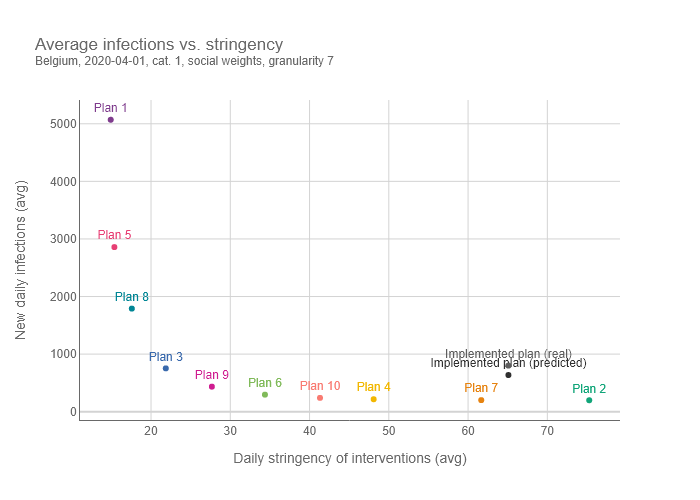 Average infections vs. stringency
Belgium, 2020-04-01, cat. 1, social weights, granularity 7
Plan 1
5000
4000
Plan 5
3000
Plan 8
2000
Implemented plan (real)
1000
Plan 3
Implemented plan (predicted)
Plan 9
Plan 6
Plan 10
Plan 4
Plan 7
Plan 2
0
20
30
40
50
60
70
New daily infections (avg)
Daily stringency of interventions (avg)